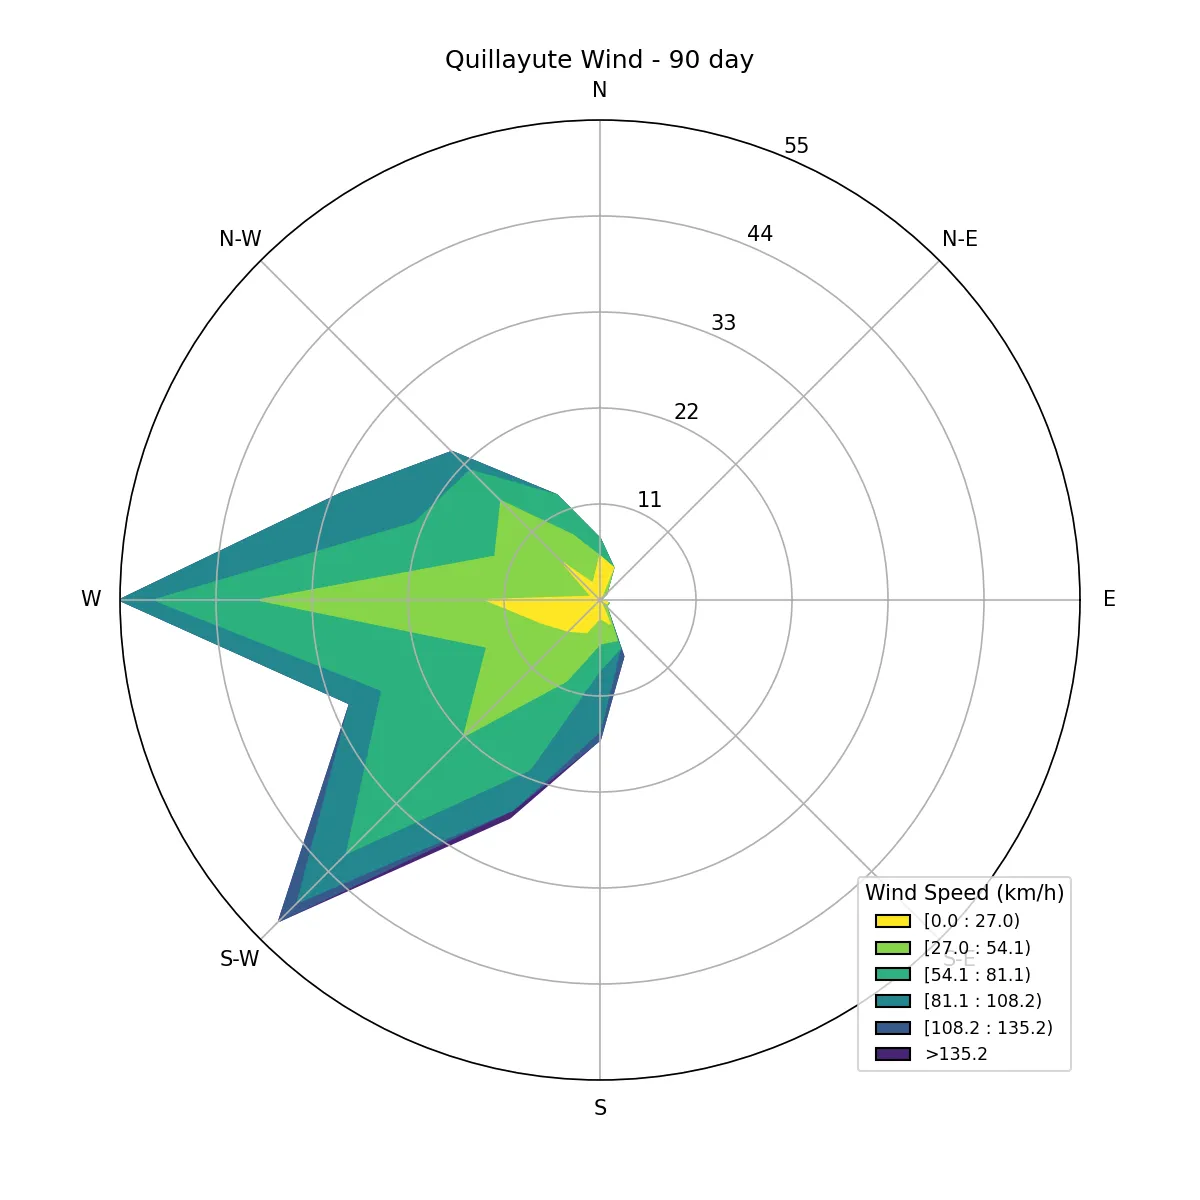 Quillayute Wind - 90 day
N
55
N-W
44
N-E
33
22
11
W
E
Wind Speed (km/h)
[0.0 : 27.0)
[27.0 : 54.1)
S-W
S-E
[54.1 : 81.1)
[81.1 : 108.2)
[108.2 : 135.2)
>135.2
S